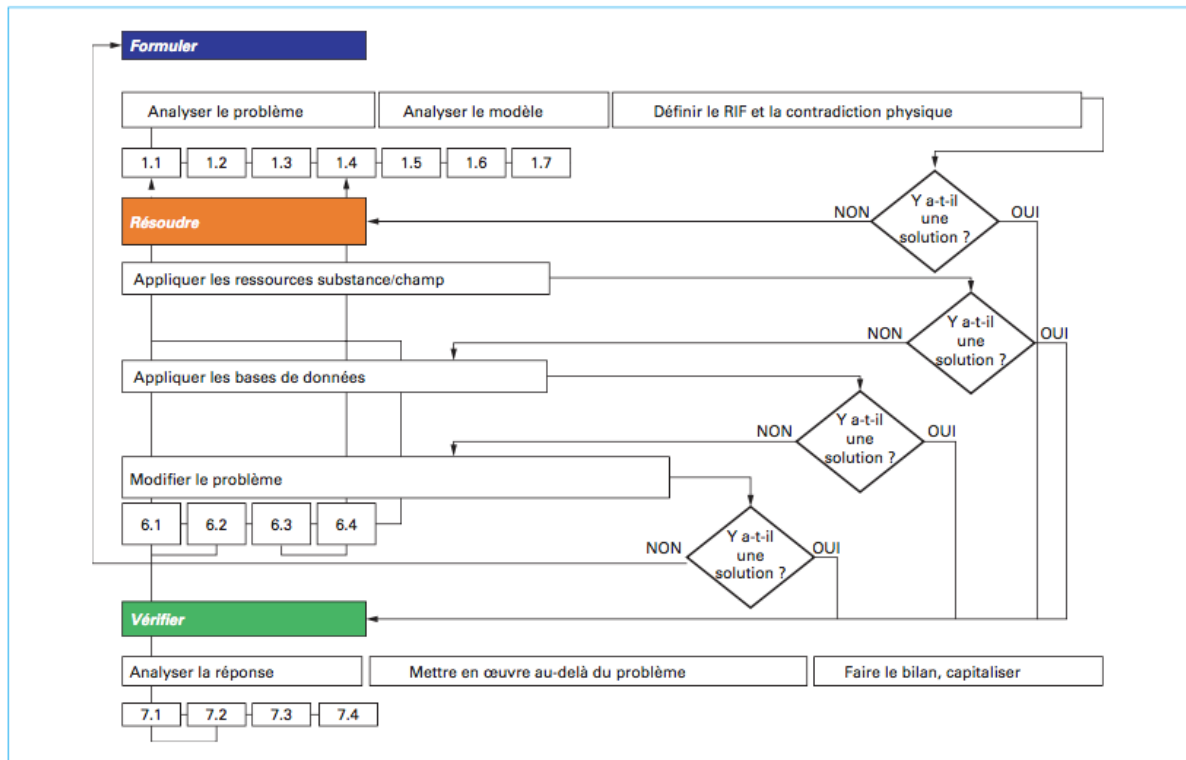 Formuler
Analyser le problème
Analyser le modèle
Définir le RIF et la contradiction physique
1.1
1.2
1.3
1.4
1.5
1.6
1.7
Y a-t-il
une
solution ?
NON
OUI
Résoudre
Appliquer les ressources substance/champ
Y a-t-il
une
solution ?
NON
OUI
Appliquer les bases de données
Y a-t-il
une
solution ?
NON
OUI
Modifier le problème
6.1
6.2
6.3
6.4
Y a-t-il
une
solution ?
NON
OUI
Vérifier
Analyser la réponse
Mettre en œuvre au-delà du problème
Faire le bilan, capitaliser
7.1
7.2
7.3
7.4